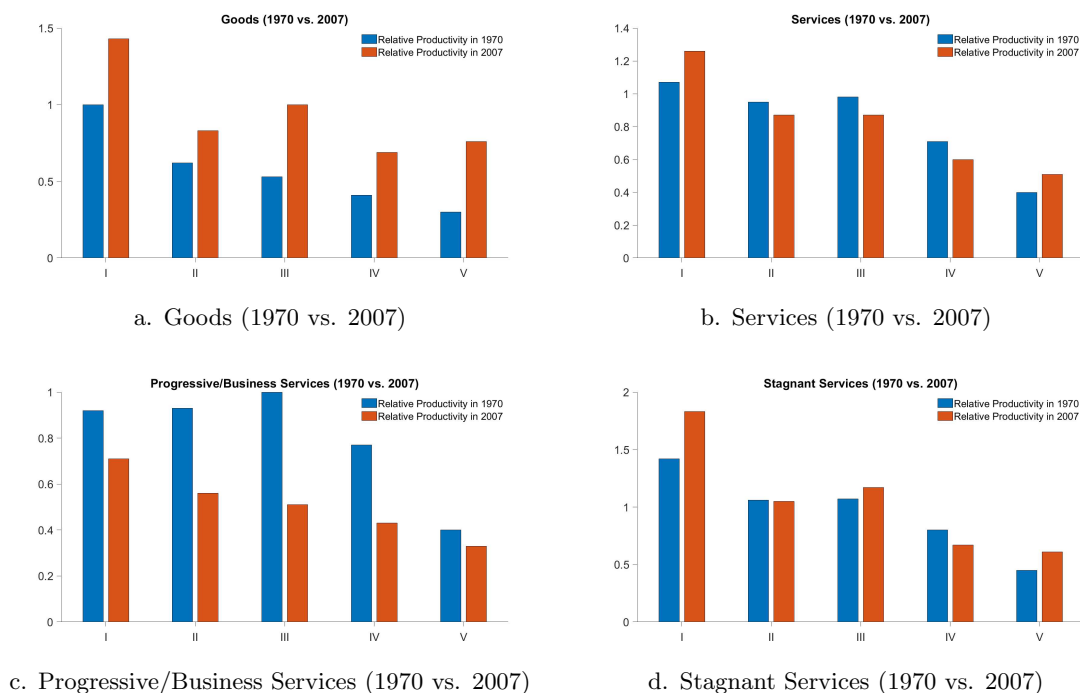 Goods (1970 vs. 2007)
Relative Productivity in 1970
Relative Productivity in 2007
1.5
1
0.5
0
I II III IV V
a. Goods (1970 vs. 2007)
Services (1970 vs. 2007)
Relative Productivity in 1970
Relative Productivity in 2007
1.4
1.2
1
0.8
0.6
0.4
0.2
0
I II III IV V
b. Services (1970 vs. 2007)
Progressive/Business Services (1970 vs. 2007)
Relative Productivity in 1970
Relative Productivity in 2007
1
0.8
0.6
0.4
0.2
0
I II III IV V
c. Progressive/Business Services (1970 vs. 2007)
Stagnant Services (1970 vs. 2007)
Relative Productivity in 1970
Relative Productivity in 2007
2
1.5
1
0.5
0
I II III IV V
d. Stagnant Services (1970 vs. 2007)